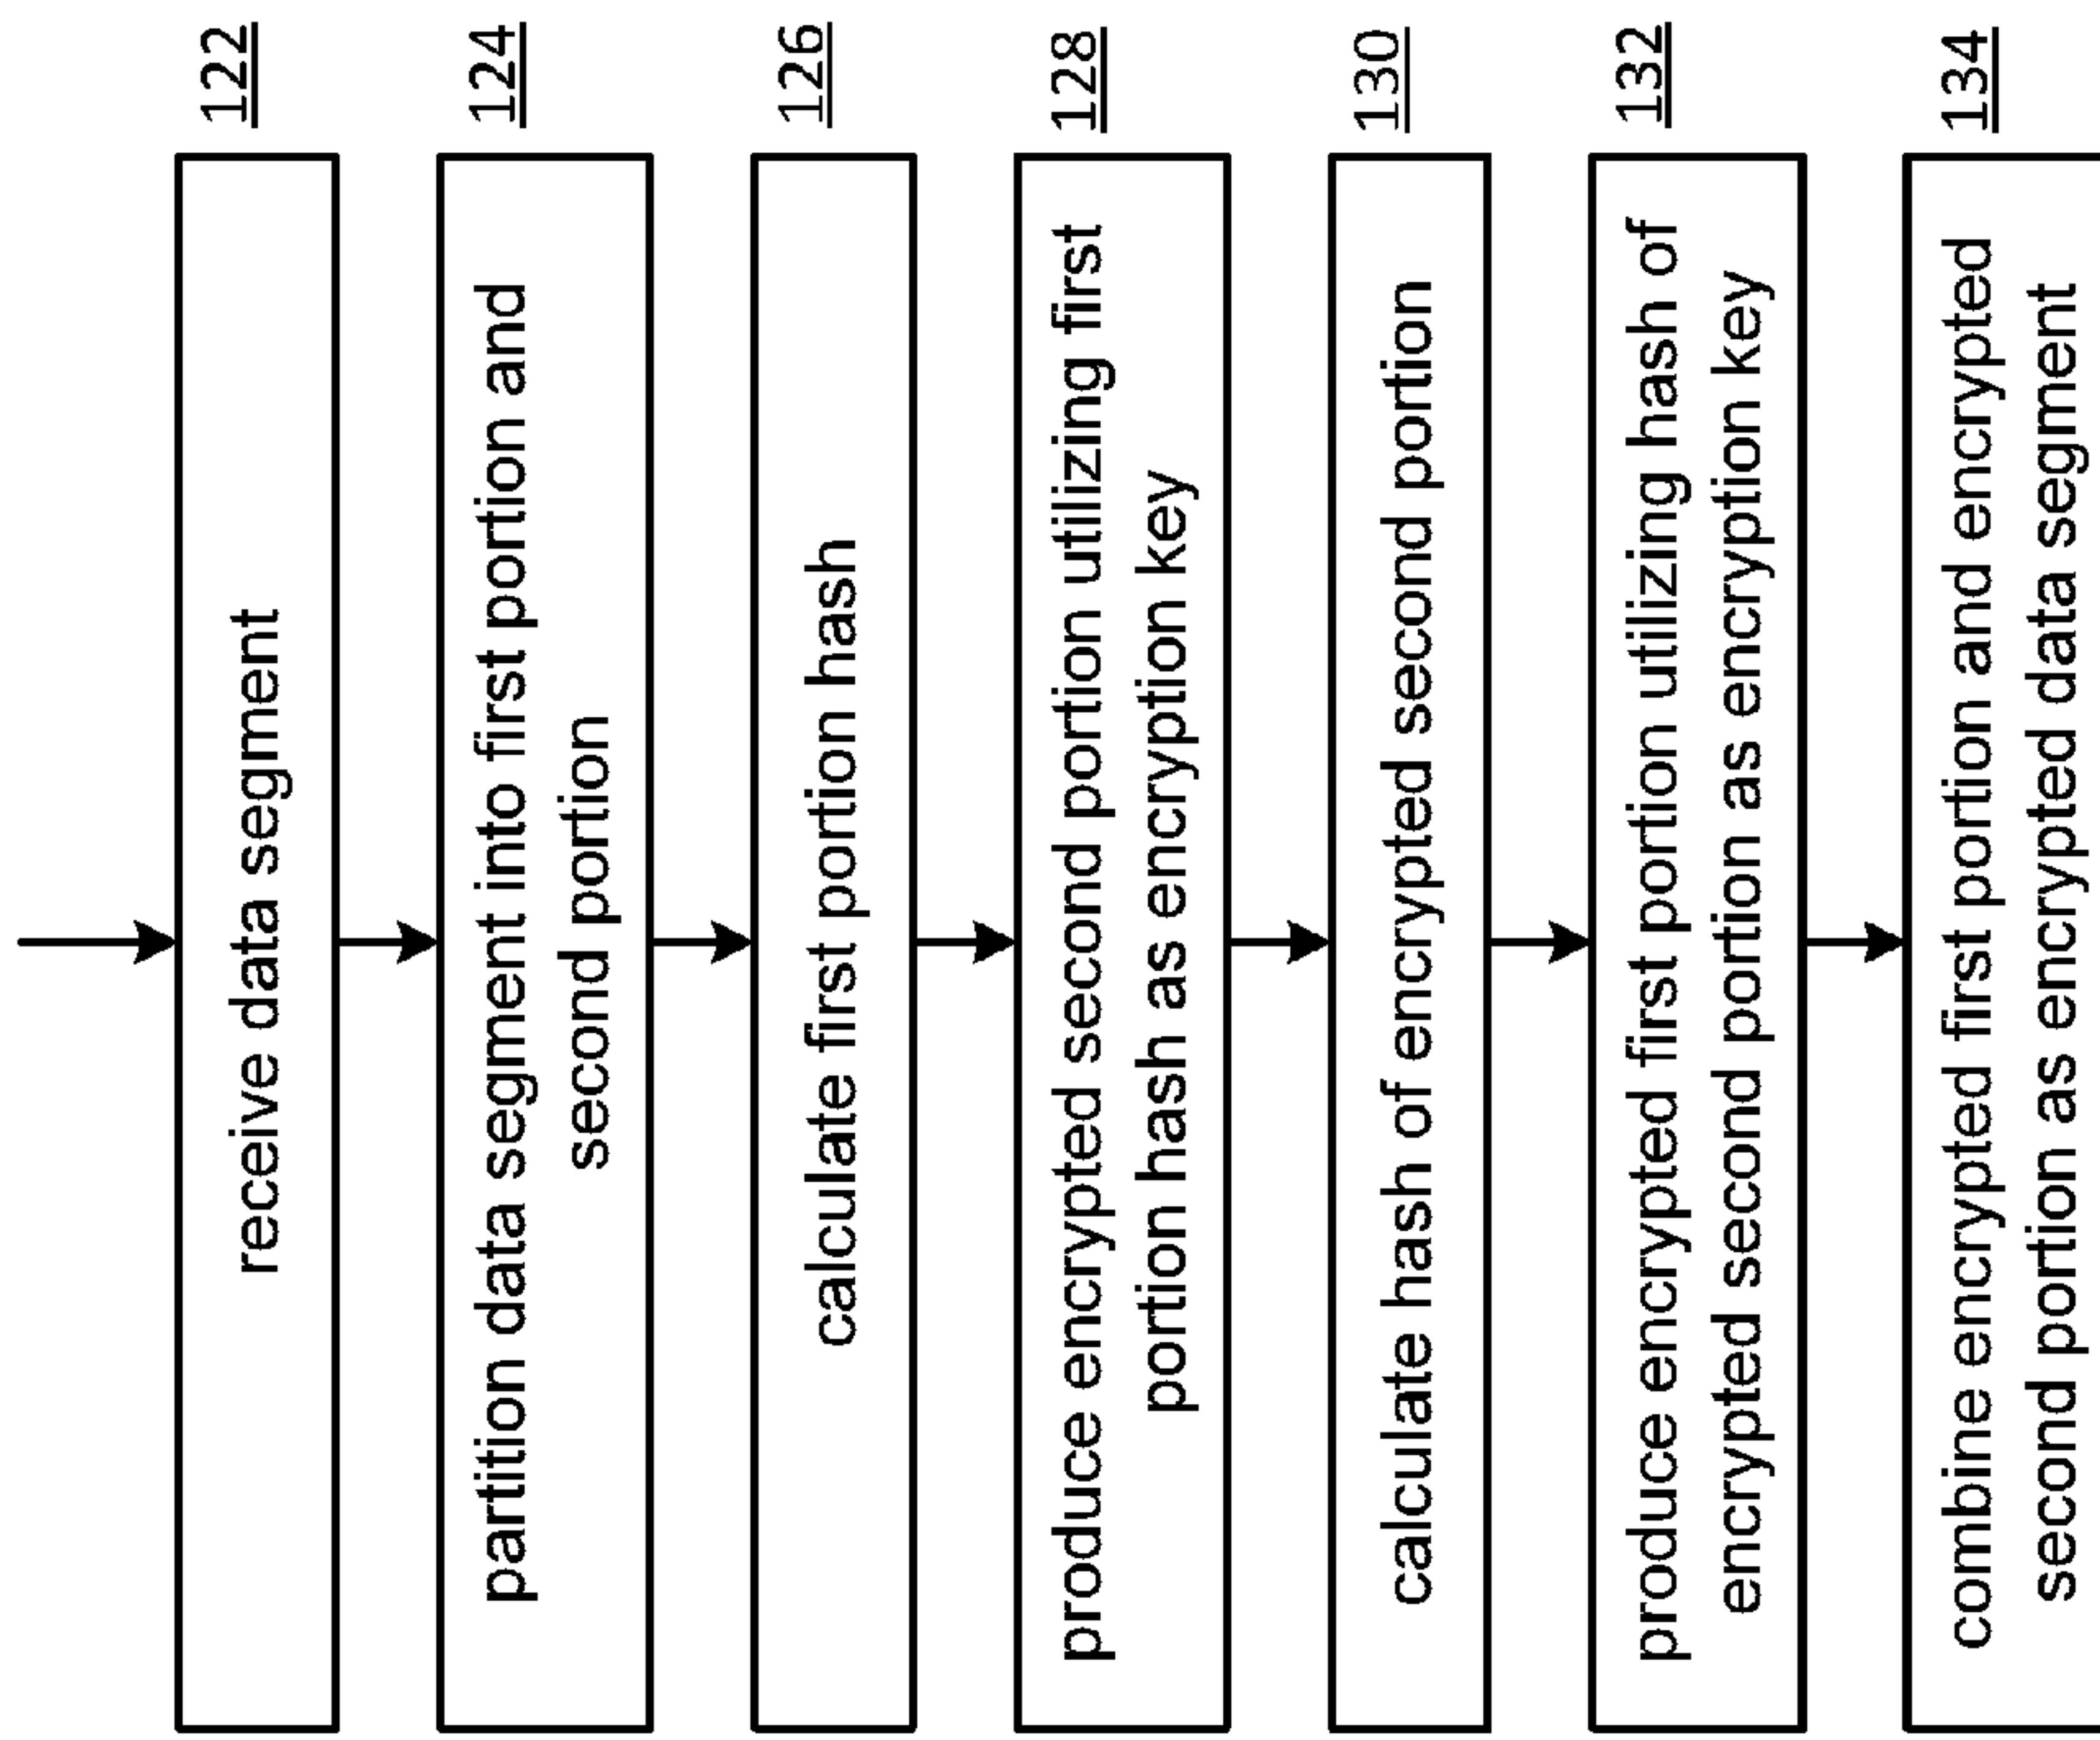 122
receive data segment
124
partition data segment into first portion and
second portion
126
calculate first portion hash
128
produce encrypted second portion utilizing first
portion hash as encryption key
130
calculate hash of encrypted second portion
132
produce encrypted first portion utilizing hash of
encrypted second portion as encryption key
134
combine encrypted first portion and encrypted
second portion as encrypted data segment